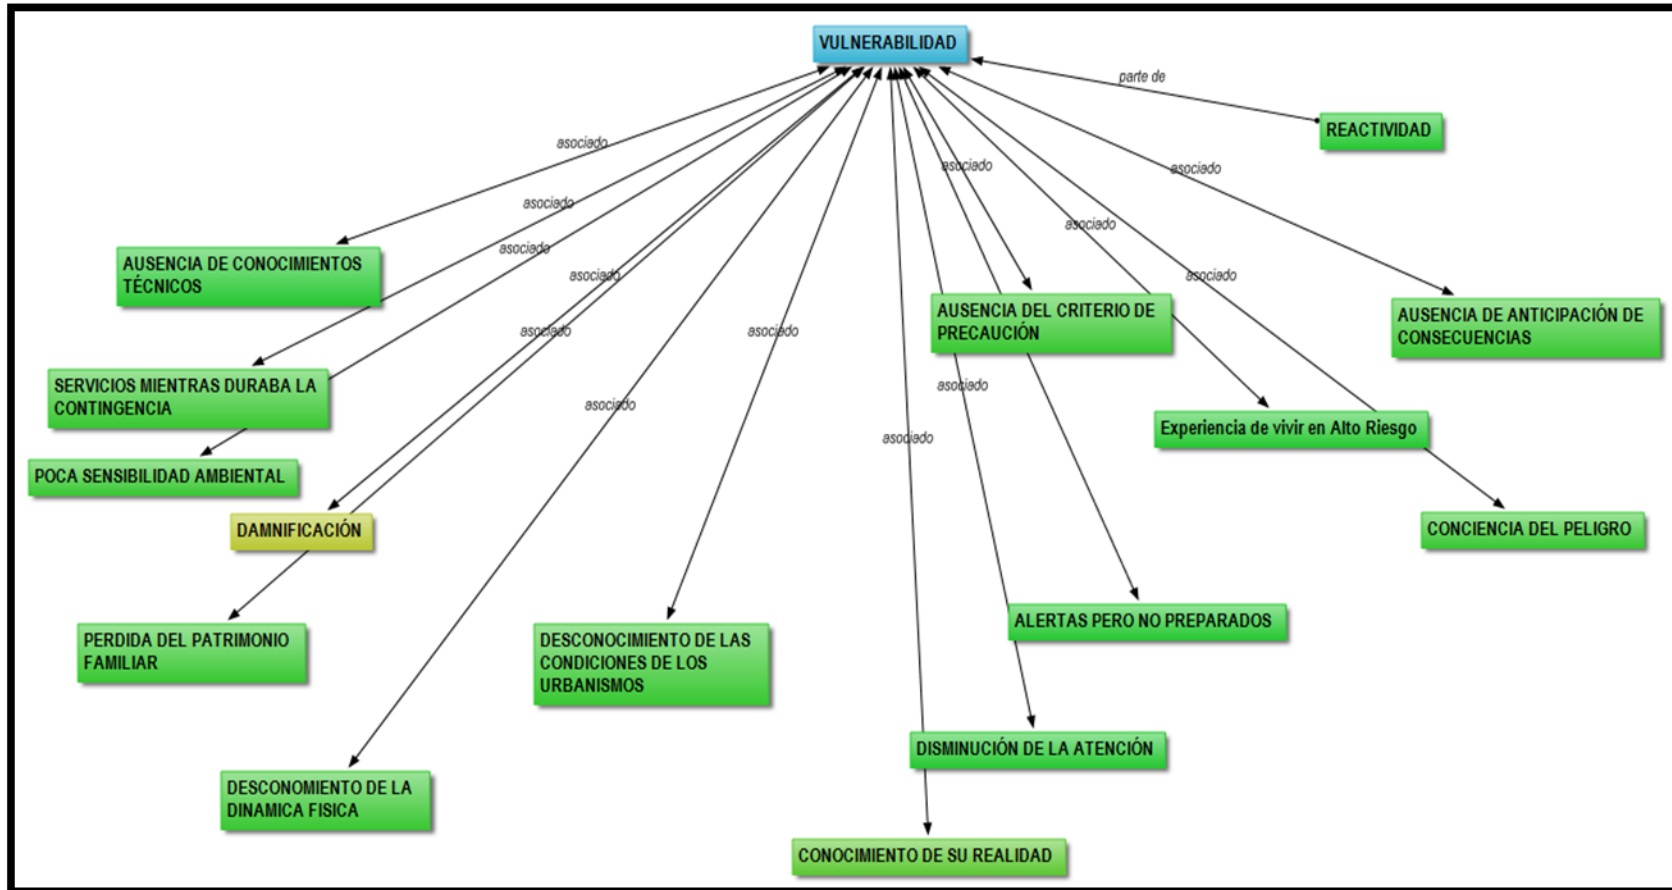 VULNERABILIDAD
parte de
REACTIVIDAD
asociado
asociado
asociado
asociado
asociado
asociado
asociado
asociado
asociado
asociado
asociado
asociado
asociado
AUSENCIA DE CONOCIMIENTOS
TÉCNICOS
AUSENCIA DEL CRITERIO DE
PRECAUCIÓN
AUSENCIA DE ANTICIPACIÓN DE
CONSECUENCIAS
SERVICIOS MIENTRAS DURABA LA
CONTINGENCIA
Experiencia de vivir en Alto Riesgo
POCA SENSIBILIDAD AMBIENTAL
DAMNIFICACIÓN
CONCIENCIA DEL PELIGRO
PERDIDA DEL PATRIMONIO
FAMILIAR
DESCONOCIMIENTO DE LAS
CONDICIONES DE LOS
URBANISMOS
ALERTAS PERO NO PREPARADOS
DISMINUCIÓN DE LA ATENCIÓN
DESCONOMIENTO DE LA
DINAMICA FISICA
CONOCIMIENTO DE SU REALIDAD